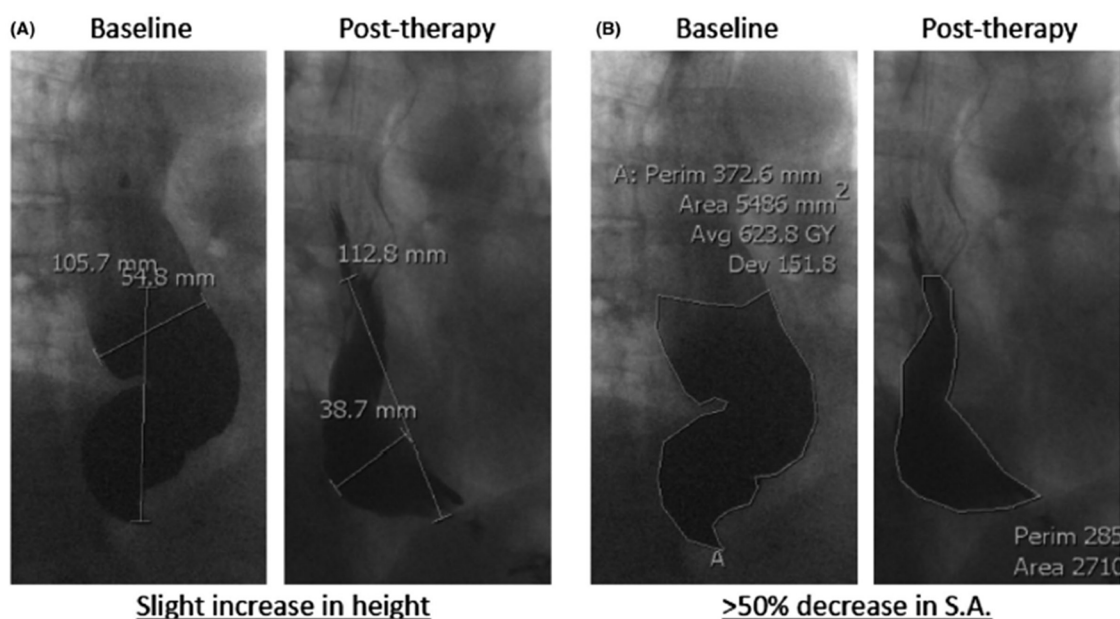 (A) Baseline Post-therapy
(B) Baseline Post-therapy
105.7 mm
54.8 mm
112.8 mm
38.7 mm
A: Perim 372.6 mm
Area 5486 mm2
Avg 623.8 GY
Dev 151.8
A
Perim 285
Area 2710
Slight increase in height
>50% decrease in S.A.